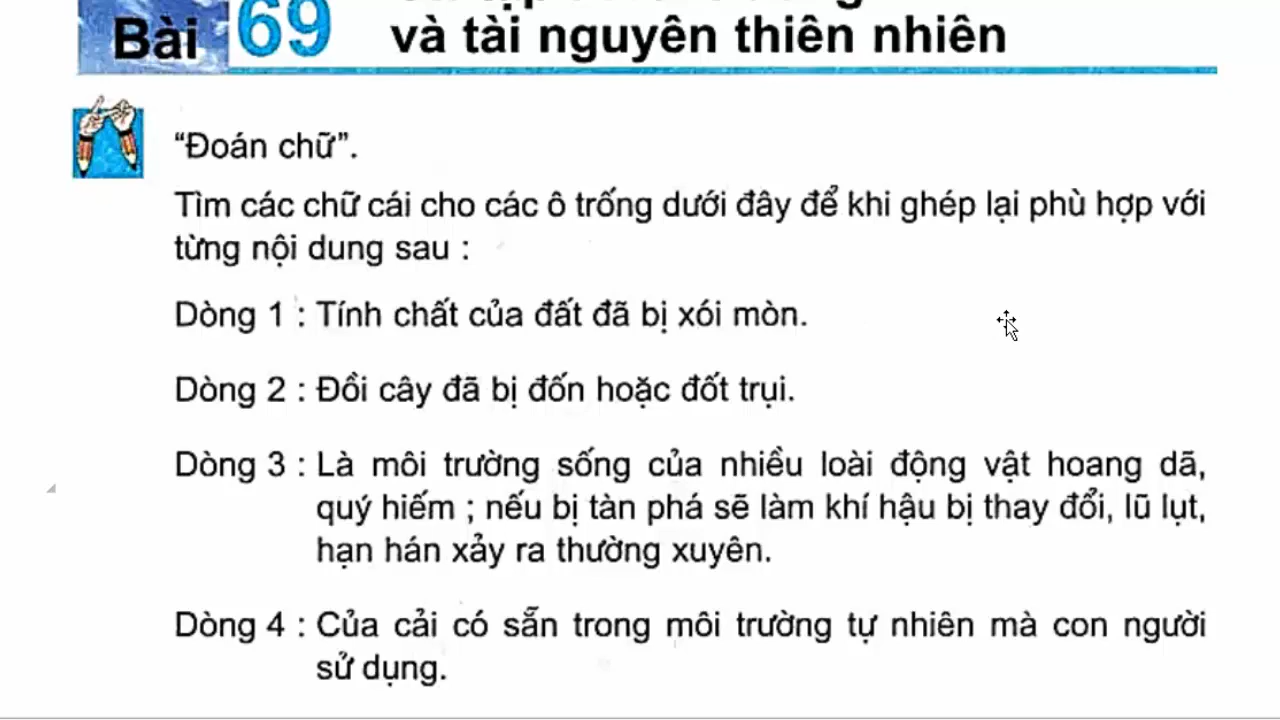 Bài 69
và tài nguyên thiên nhiên
“Đoán chữ”.
Tìm các chữ cái cho các ô trống dưới đây để khi ghép lại phù hợp với
từng nội dung sau :
Dòng 1 : Tính chất của đất đã bị xói mòn.
Dòng 2 : Đồi cây đã bị đốn hoặc đốt trụi.
Dòng 3 : Là môi trường sống của nhiều loài động vật hoang dã,
quý hiếm ; nếu bị tàn phá sẽ làm khí hậu bị thay đổi, lũ lụt,
hạn hán xảy ra thường xuyên.
Dòng 4 : Của cải có sẵn trong môi trường tự nhiên mà con người
sử dụng.